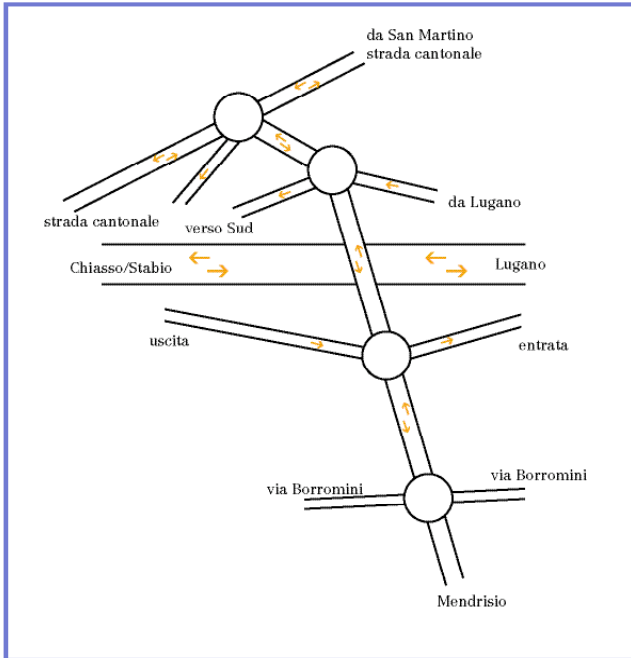 da San Martino
strada cantonale
strada cantonale
verso Sud
da Lugano
Chiasso/Stabio
Lugano
uscita
entrata
via Borromini
via Borromini
Mendrisio